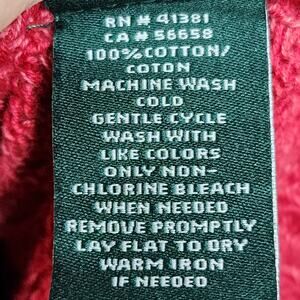 RN # 41381
CA # 56658
100% COTTON/
COTON
MACHINE WASH
COLD
GENTLE CYCLE
WASH WITH
LIKE COLORS
ONLY NON-
CHLORINE BLEACH
WHEN NEEDED
REMOVE PROMPTLY
LAY FLAT TO DRY
WARM IRON
IF NEEDED